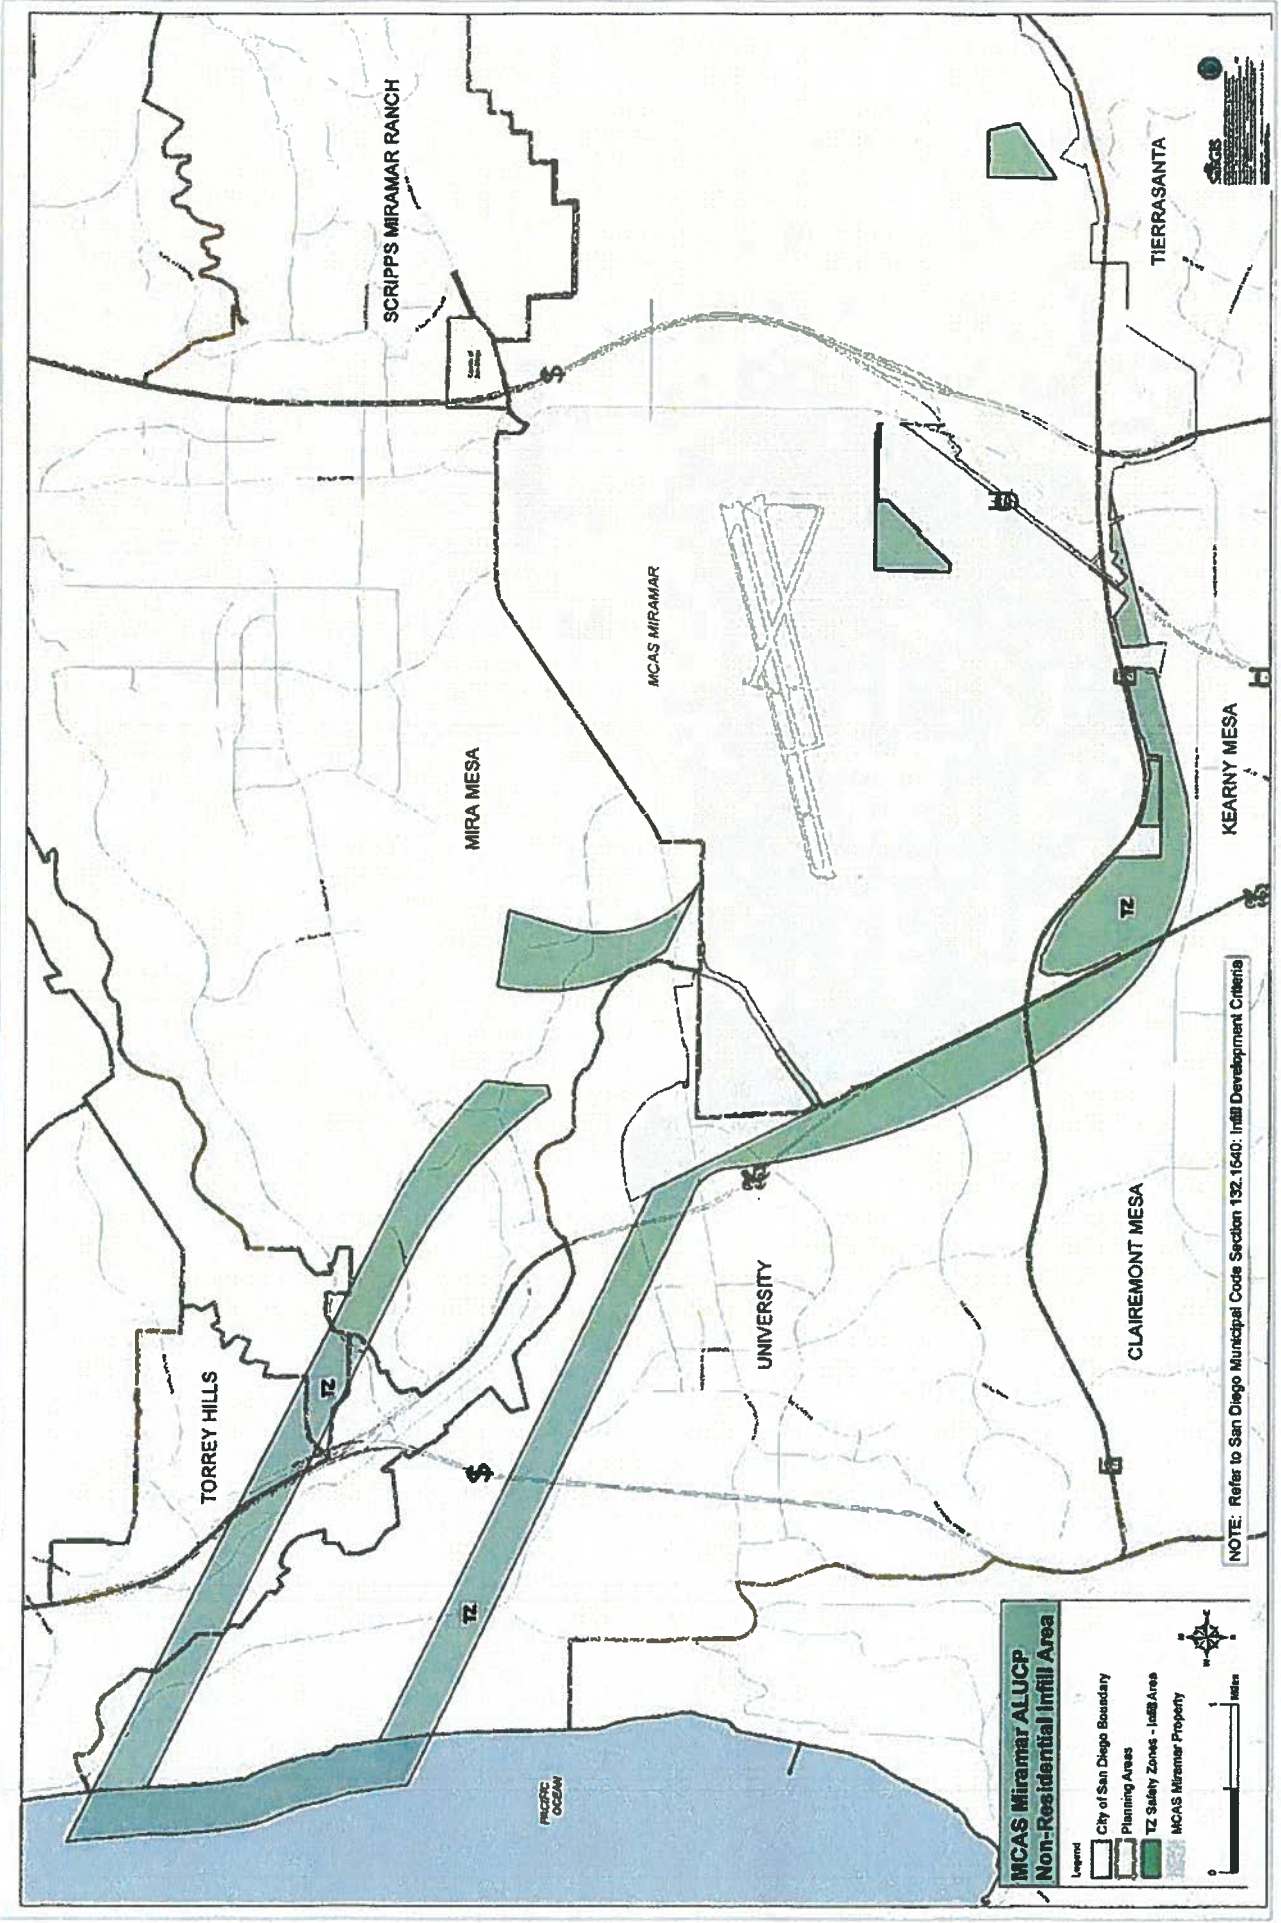 SCRIPPS MIRAMAR RANCH
TIERRASANTA
SanGIS
MIRA MESA
MCAS MIRAMAR
KEARNY MESA
TZ
TORREY HILLS
TZ
UNIVERSITY
CLAIREMONT MESA
TZ
PACIFIC
OCEAN
NOTE: Refer to San Diego Municipal Code Section 132.1540: Infill Development Criteria
MCAS Miramar ALUCP
Non-Residential Infill Area
Legend
City of San Diego Boundary
Planning Areas
TZ Safety Zones - Infill Area
MCAS Miramar Property
0
1
Miles
N
W
E
S